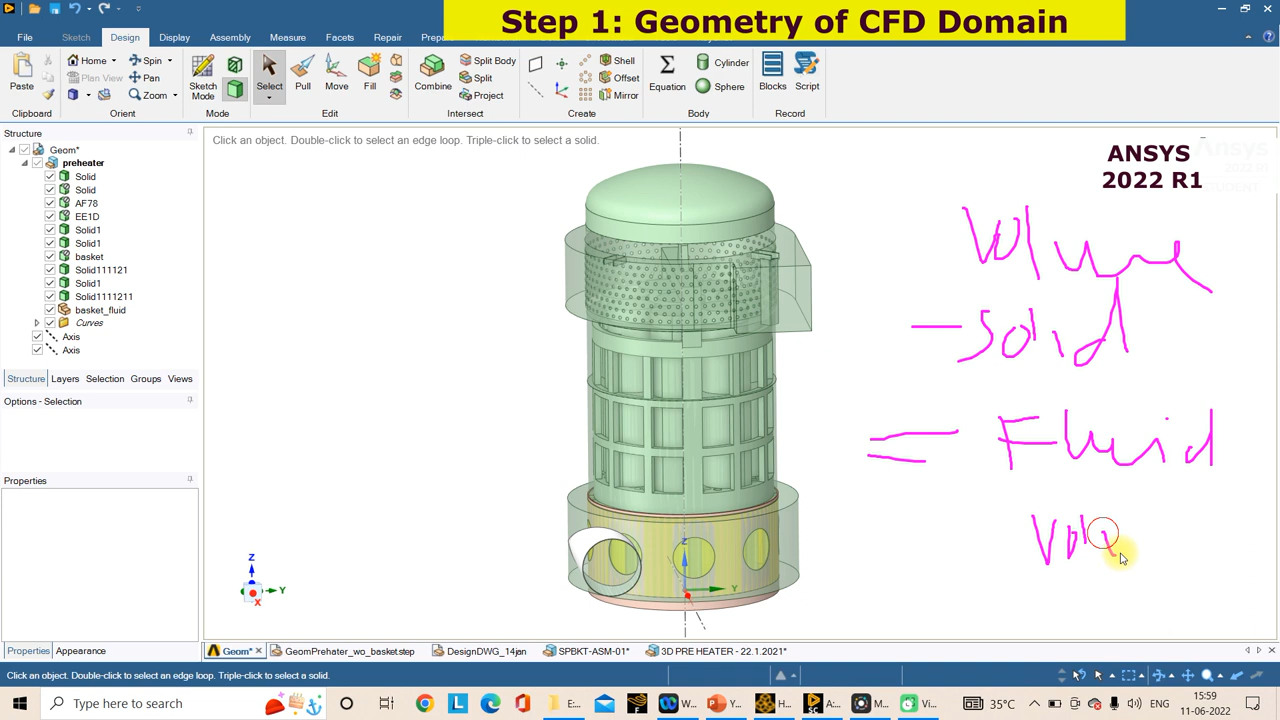 Step 1: Geometry of CFD Domain
File Sketch Design Display Assembly Measure Facets Repair Prepare
Home Spin Split Body Shell Cylinder
Plan View Pan Split Offset Sphere
Zoom Project Mirror
Paste Sketch Mode Select Pull Move Fill Combine Equation Blocks Script
Clipboard Orient Mode Edit Intersect Create Body Record
Structure
Click an object. Double-click to select an edge loop. Triple-click to select a solid.
Geom*
preheater
Solid
Solid
AF78
EE1D
Solid1
Solid1
basket
Solid111121
Solid1
Solid1111211
basket_fluid
Curves
Axis
Axis
ANSYS
2022 R1
Volume
- Solid
= Fluid
Volu
Z
Y
Z
Y
X
Structure Layers Selection Groups Views
Options - Selection
Properties
Properties Appearance
Geom* GeomPrehater_wo_basket.step DesignDWG_14jan SPBKT-ASM-01* 3D PRE HEATER - 22.1.2021*
Click an object. Double-click to select an edge loop. Triple-click to select a solid.
Type here to search
E... W... Y... H... A:... M... Vi...
35°C ENG 15:59
11-06-2022